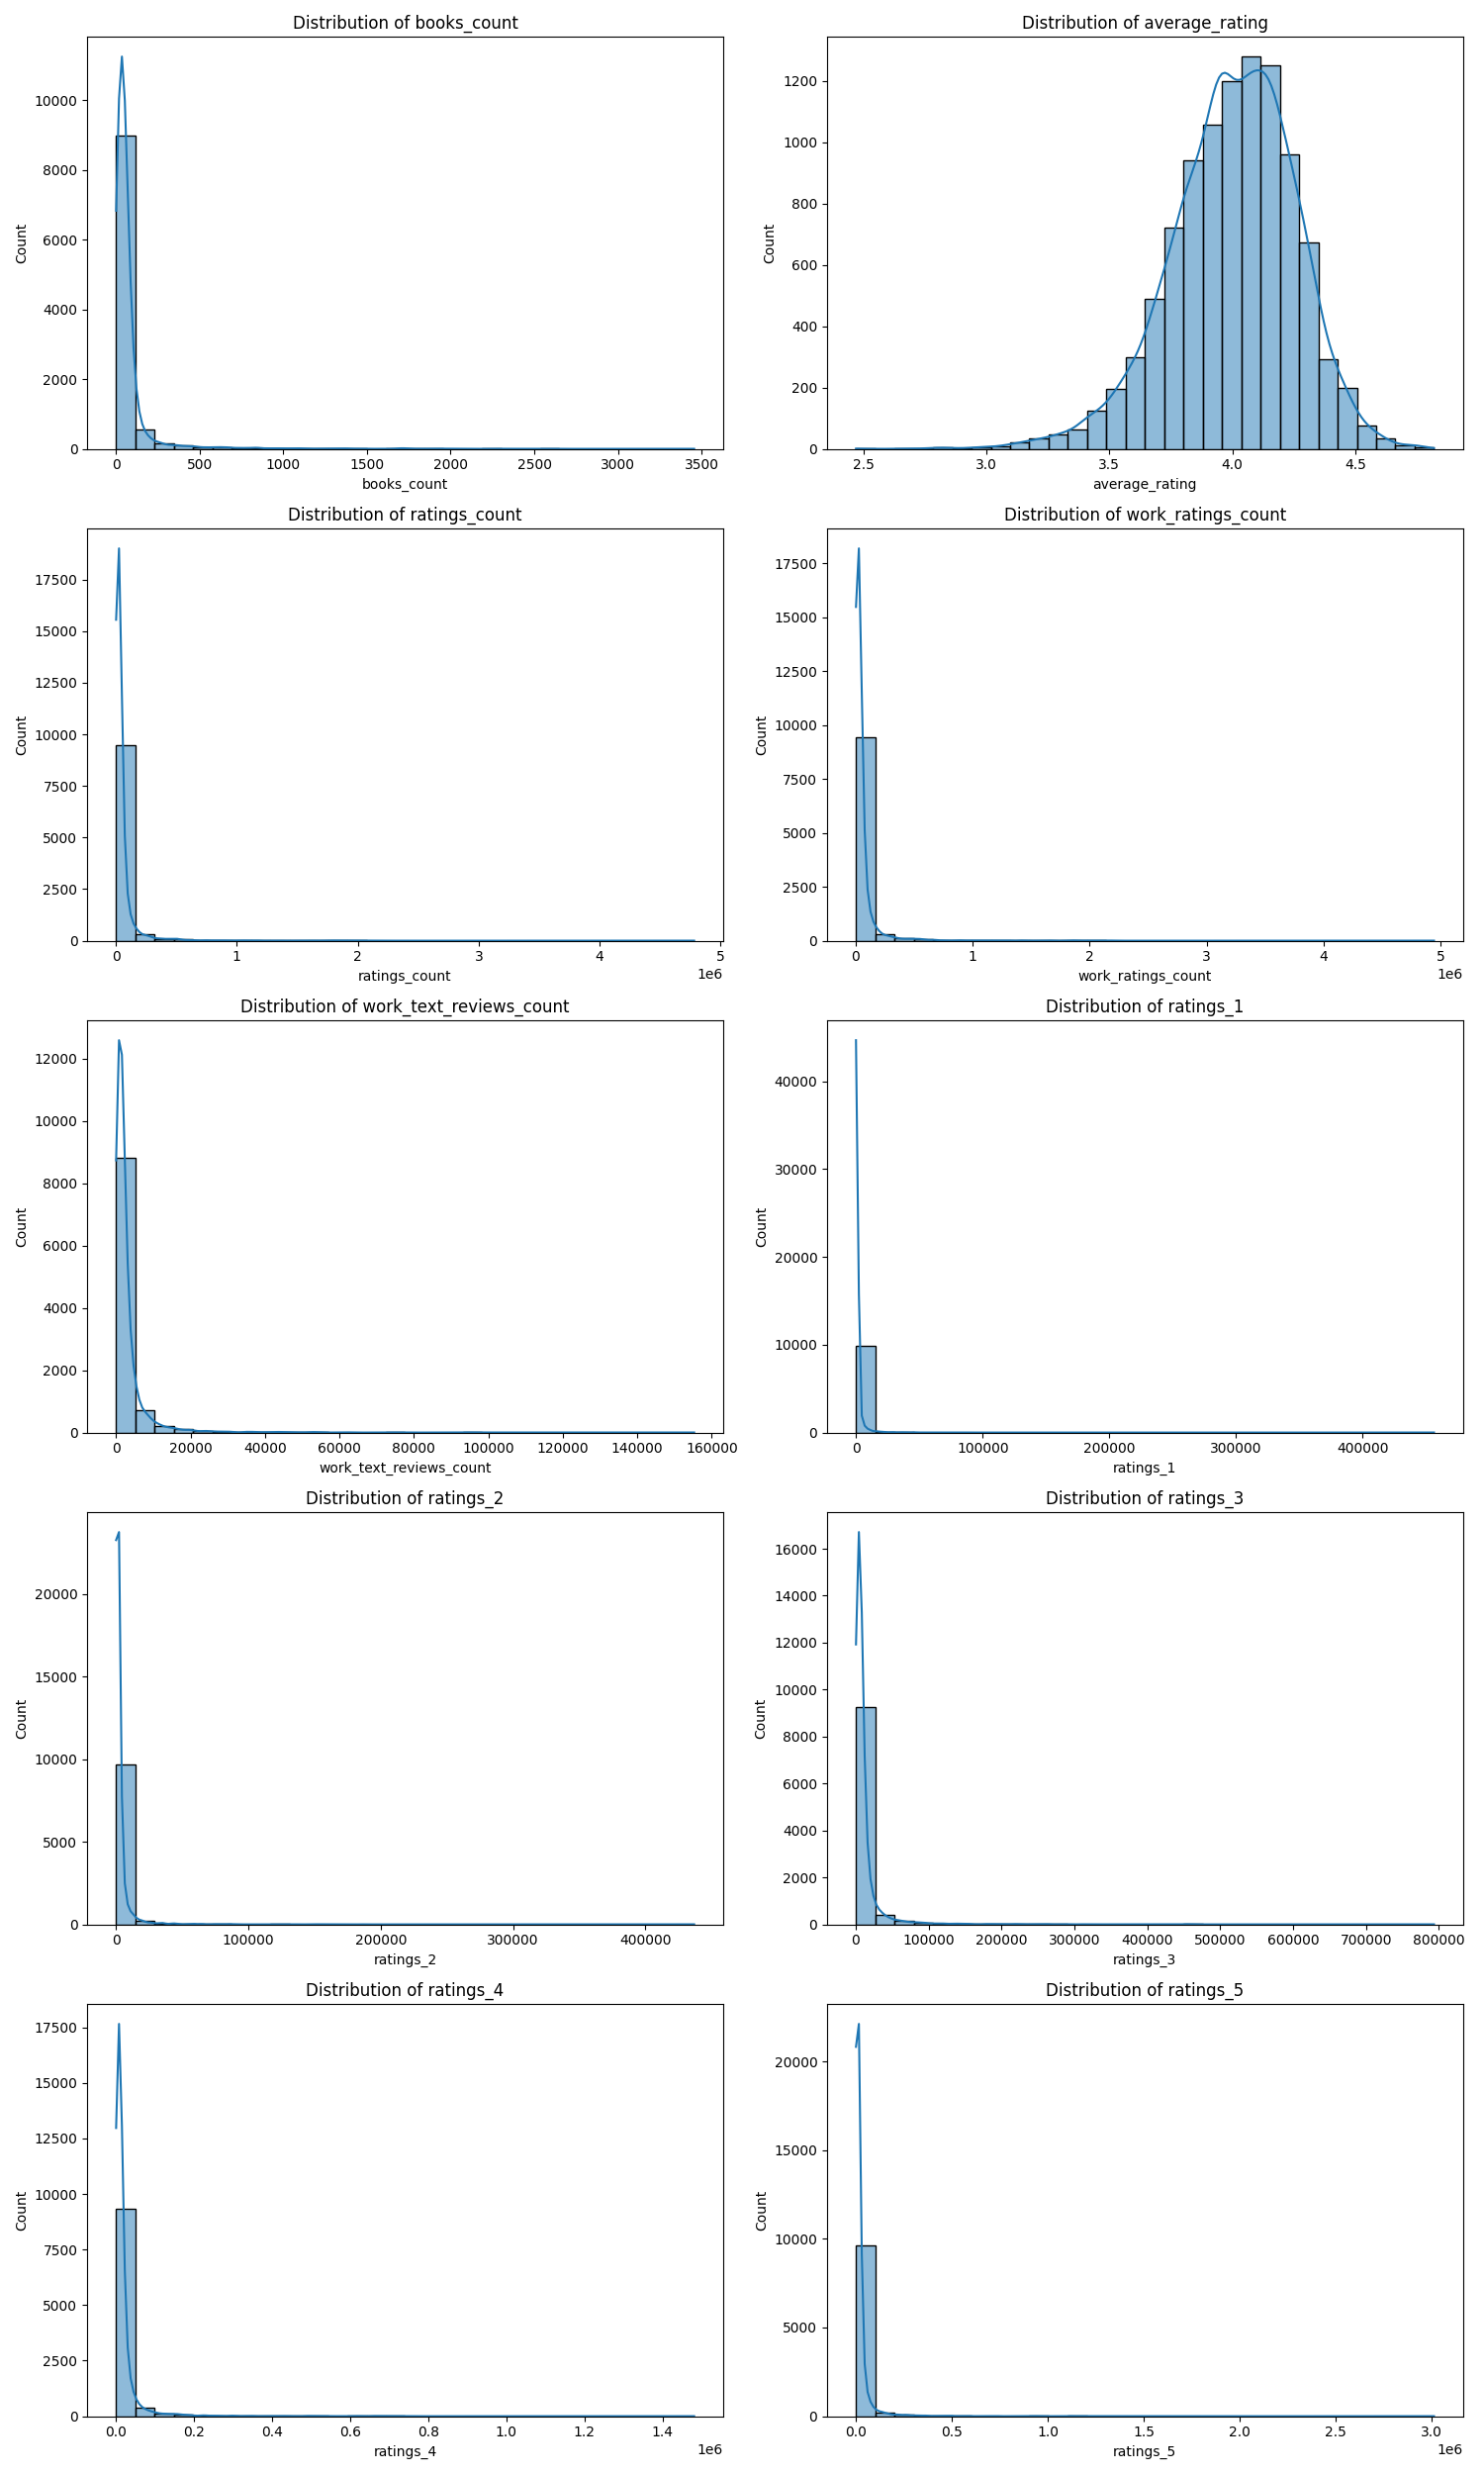 Distribution of books_count
Count
10000
8000
6000
4000
2000
0
0 500 1000 1500 2000 2500 3000 3500
books_count
Distribution of average_rating
Count
1200
1000
800
600
400
200
0
2.5 3.0 3.5 4.0 4.5
average_rating
Distribution of ratings_count
Count
17500
15000
12500
10000
7500
5000
2500
0
0 1 2 3 4 5
1e6
ratings_count
Distribution of work_ratings_count
Count
17500
15000
12500
10000
7500
5000
2500
0
0 1 2 3 4 5
1e6
work_ratings_count
Distribution of work_text_reviews_count
Count
12000
10000
8000
6000
4000
2000
0
0 20000 40000 60000 80000 100000 120000 140000 160000
work_text_reviews_count
Distribution of ratings_1
Count
40000
30000
20000
10000
0
0 100000 200000 300000 400000
ratings_1
Distribution of ratings_2
Count
20000
15000
10000
5000
0
0 100000 200000 300000 400000
ratings_2
Distribution of ratings_3
Count
16000
14000
12000
10000
8000
6000
4000
2000
0
0 100000 200000 300000 400000 500000 600000 700000 800000
ratings_3
Distribution of ratings_4
Count
17500
15000
12500
10000
7500
5000
2500
0
0.0 0.2 0.4 0.6 0.8 1.0 1.2 1.4
1e6
ratings_4
Distribution of ratings_5
Count
20000
15000
10000
5000
0
0.0 0.5 1.0 1.5 2.0 2.5 3.0
1e6
ratings_5